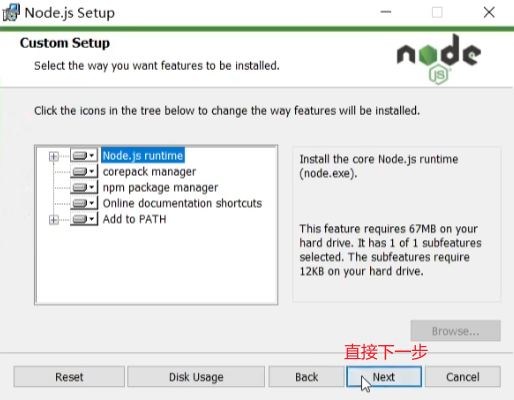 Node.js Setup
Custom Setup
Select the way you want features to be installed.
node
js
Click the icons in the tree below to change the way features will be installed.
Node.js runtime
corepack manager
npm package manager
Online documentation shortcuts
Add to PATH
Install the core Node.js runtime
(node.exe).
This feature requires 67MB on your
hard drive. It has 1 of 1 subfeatures
selected. The subfeatures require
12KB on your hard drive.
Browse...
直接下一步
Reset
Disk Usage
Back
Next
Cancel